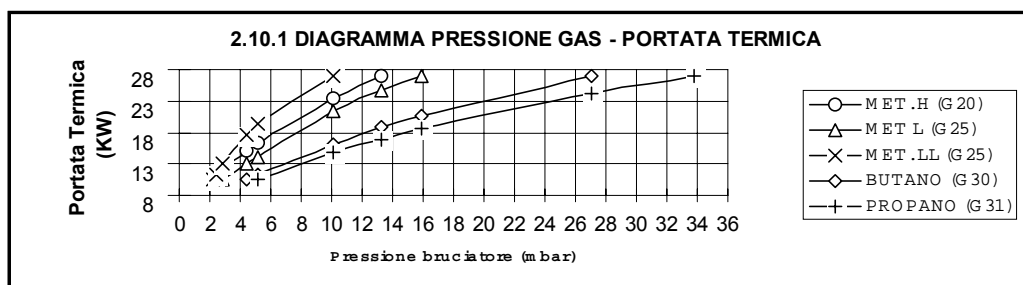 2.10.1 DIAGRAMMA PRESSIONE GAS - PORTATA TERMICA
Portata Termica
(KW)
28
23
18
13
8
0 2 4 6 8 10 12 14 16 18 20 22 24 26 28 30 32 34 36
Pressione bruciatore (mbar)
MET.H (G20)
MET L (G25)
MET.LL (G25)
BUTANO (G30)
PROPANO (G31)